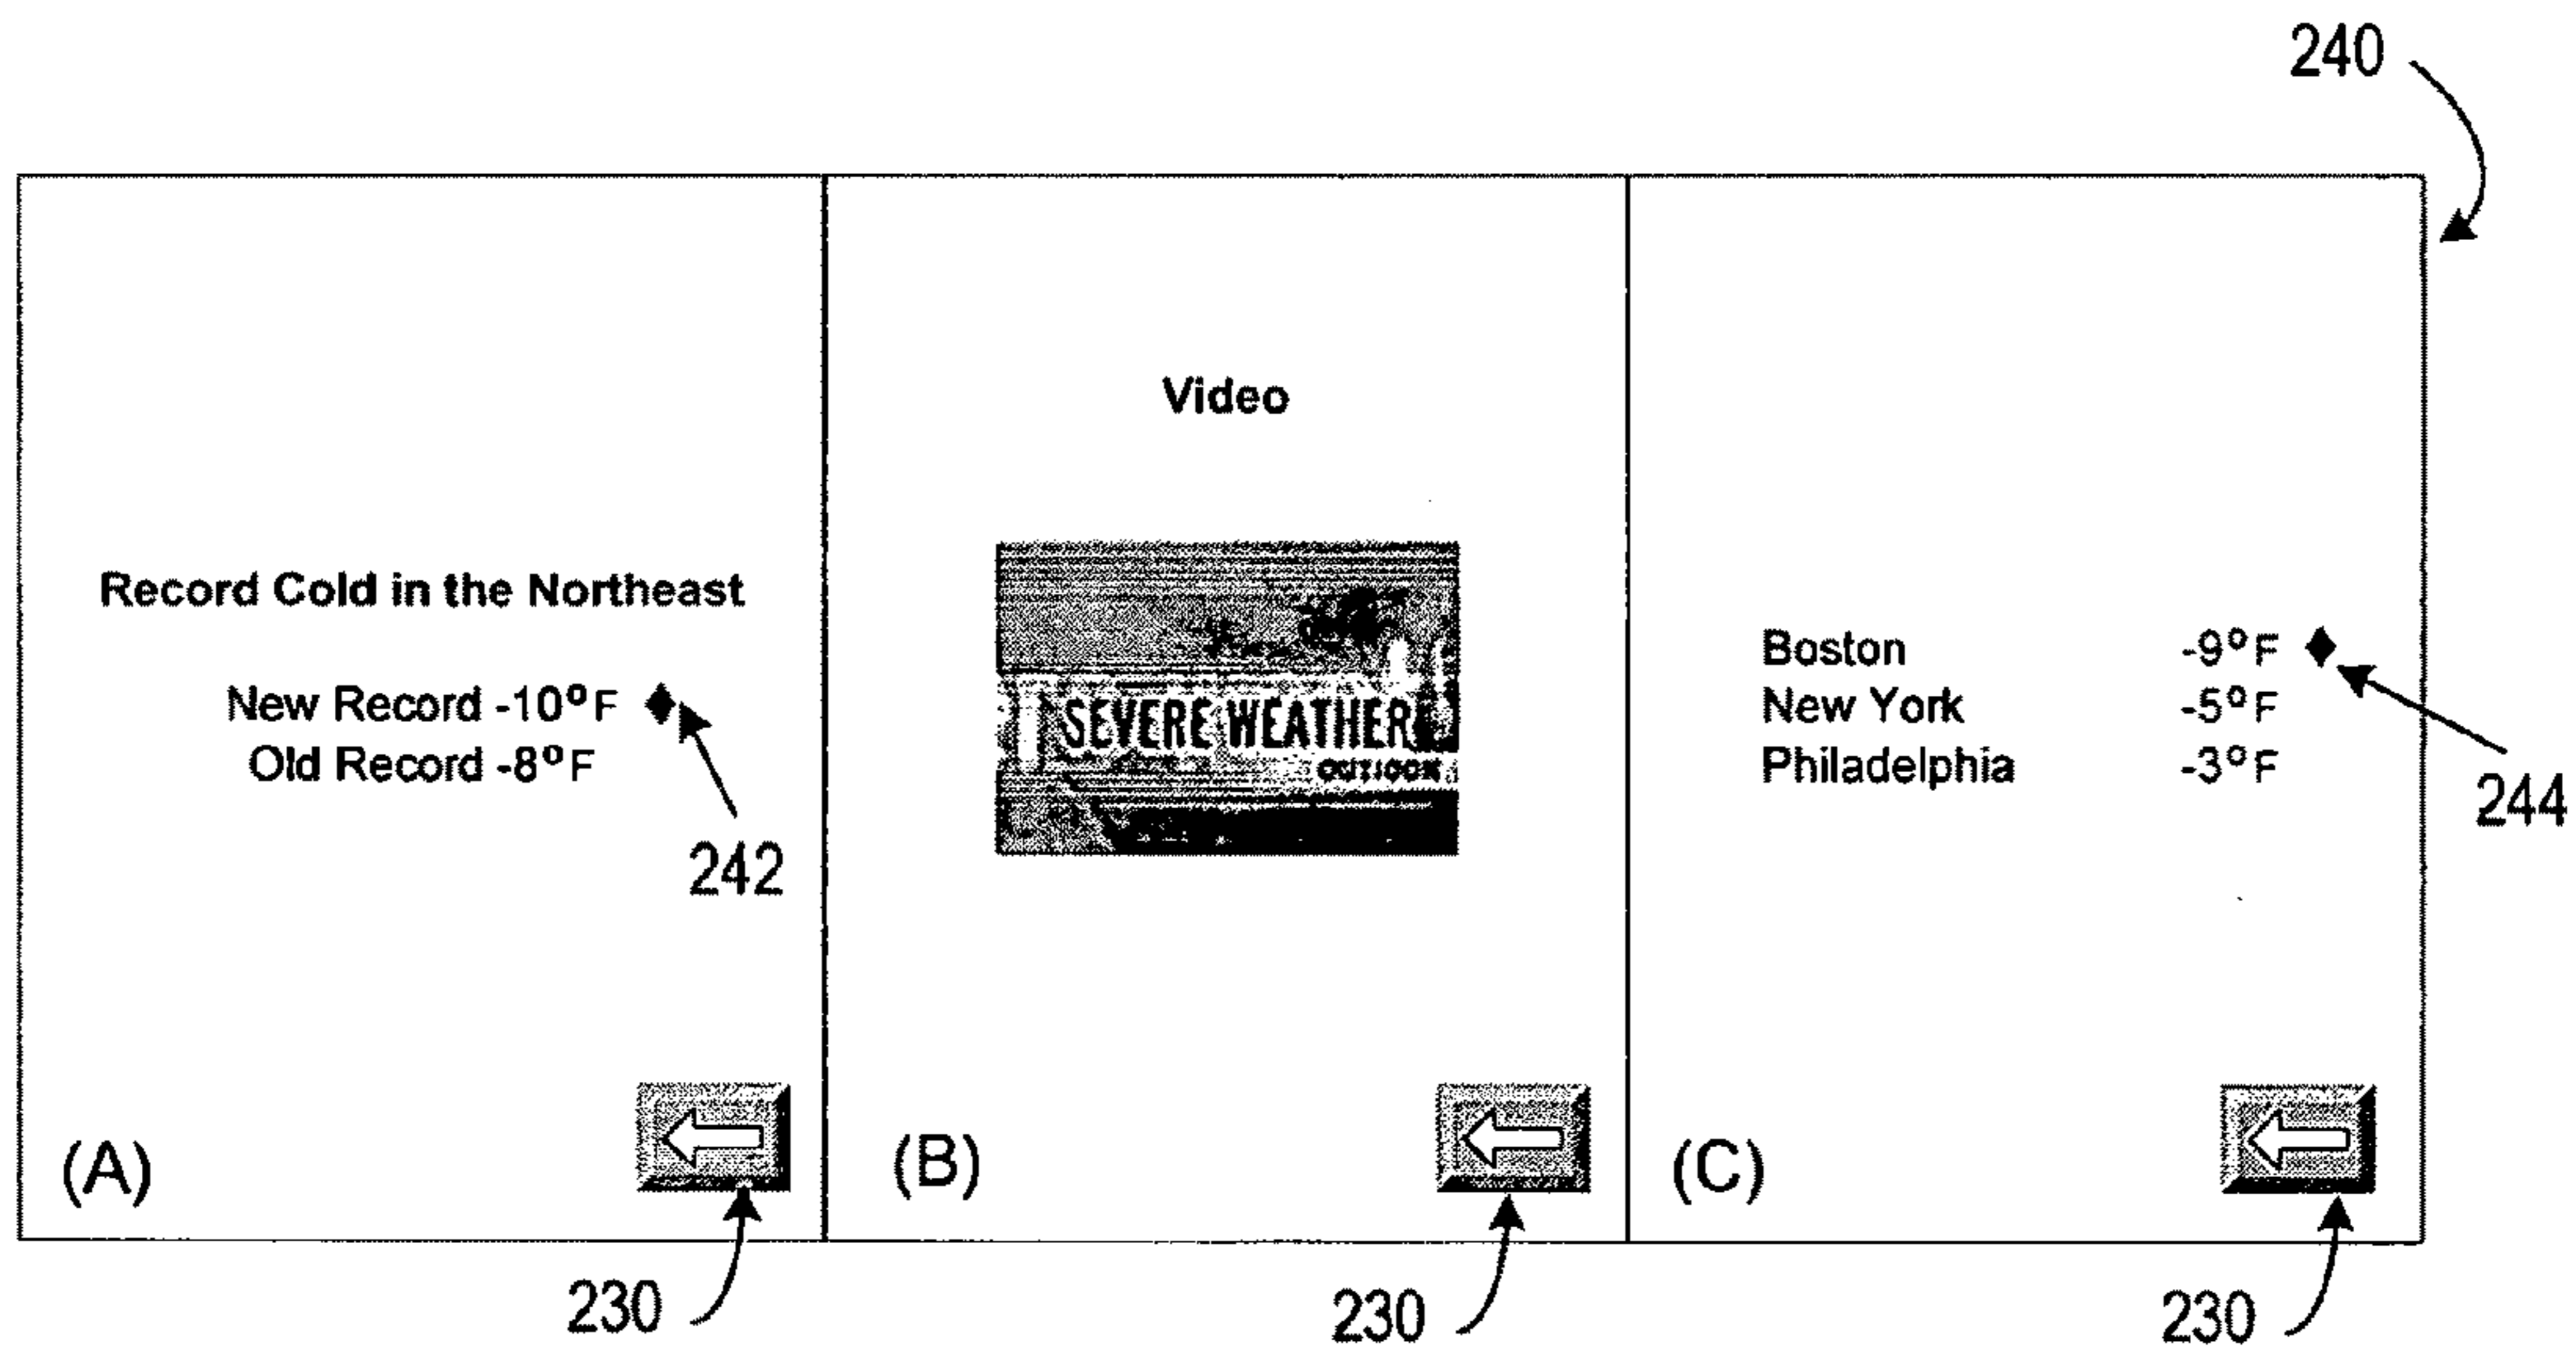 240
Record Cold in the Northeast
New Record -10°F
Old Record -8°F
242
(A)
230
Video
SEVERE WEATHER
OUTLOOK
(B)
230
Boston -9°F
New York -5°F
Philadelphia -3°F
244
(C)
230